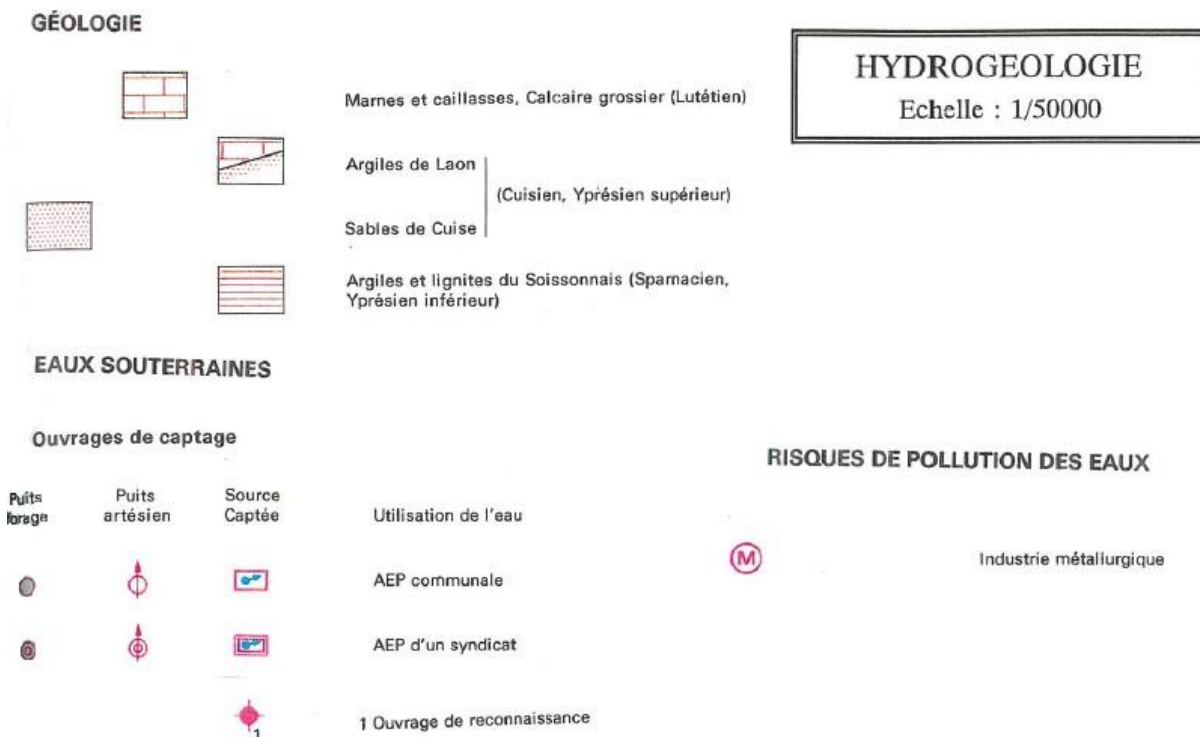 GÉOLOGIE
HYDROGEOLOGIE
Echelle : 1/50000
Marnes et caillasses, Calcaire grossier (Lutétien)
Argiles de Laon
(Cuisien, Yprésien supérieur)
Sables de Cuise
Argiles et lignites du Soissonnais (Sparnacien,
Yprésien inférieur)
EAUX SOUTERRAINES
Ouvrages de captage
RISQUES DE POLLUTION DES EAUX
Puits
forage
Puits
artésien
Source
Captée
Utilisation de l'eau
M
Industrie métallurgique
AEP communale
AEP d'un syndicat
1
1 Ouvrage de reconnaissance